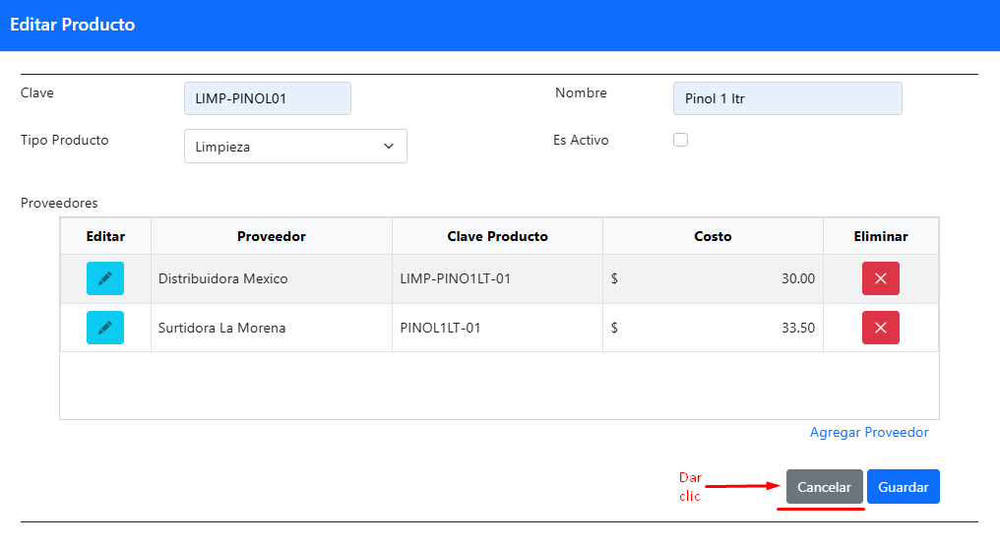 Editar Producto
Clave LIMP-PINOL01 Nombre Pinol 1 ltr
Tipo Producto Limpieza Es Activo
Proveedores
Editar Proveedor Clave Producto Costo Eliminar
Distribuidora Mexico LIMP-PINO1LT-01 $ 30.00
Surtidora La Morena PINOL1LT-01 $ 33.50
Agregar Proveedor
Dar
clic
Cancelar Guardar